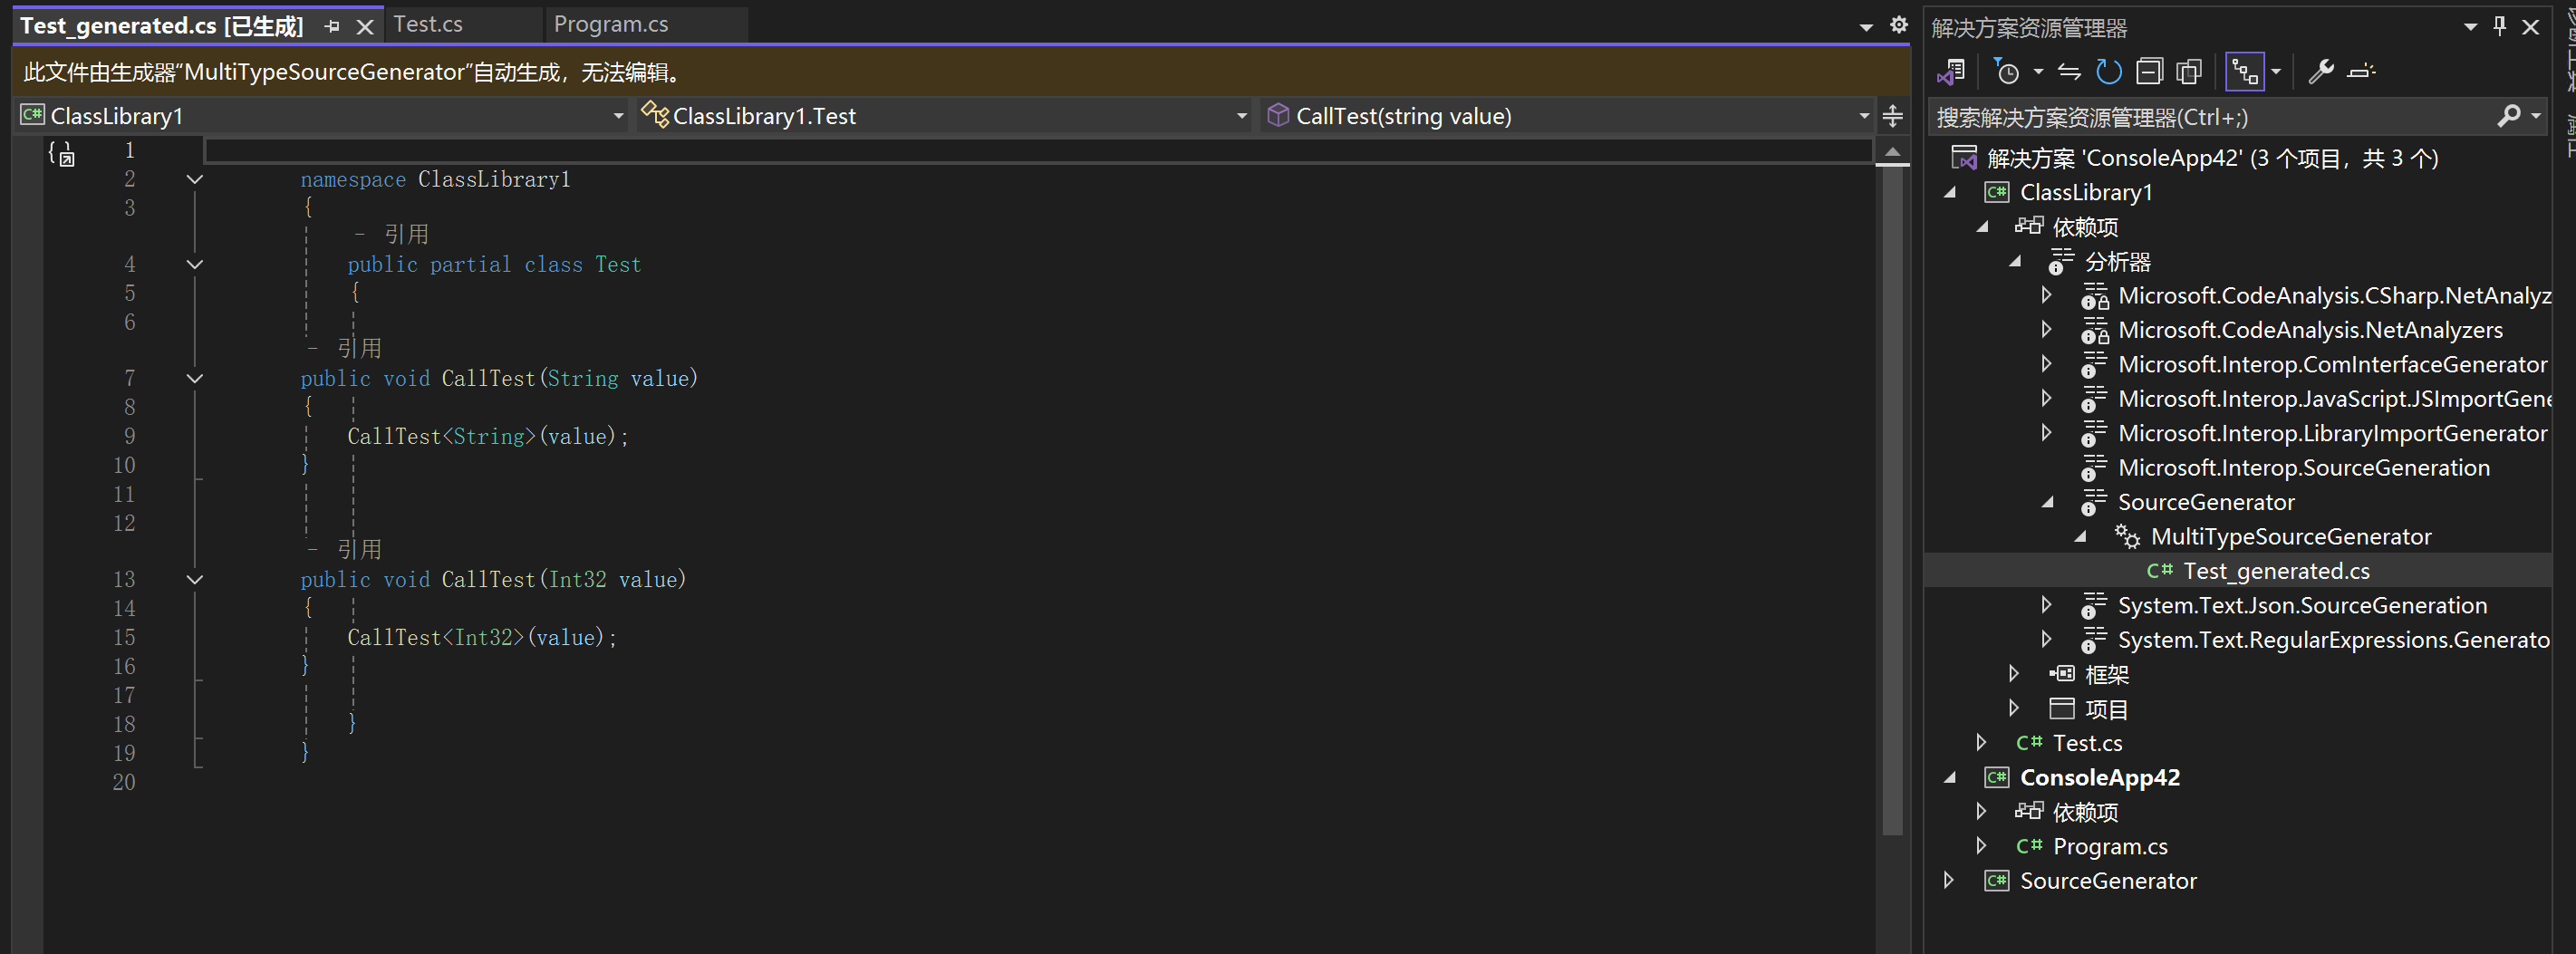 Test_generated.cs [已生成]
Test.cs
Program.cs
此文件由生成器“MultiTypeSourceGenerator”自动生成，无法编辑。
ClassLibrary1
ClassLibrary1.Test
CallTest(string value)
1
2 namespace ClassLibrary1
3 {
- 引用
4 public partial class Test
5 {
6
- 引用
7 public void CallTest(String value)
8 {
9 CallTest<String>(value);
10 }
11
12
- 引用
13 public void CallTest(Int32 value)
14 {
15 CallTest<Int32>(value);
16 }
17
18 }
19 }
20
解决方案资源管理器
搜索解决方案资源管理器(Ctrl+;)
解决方案 'ConsoleApp42' (3 个项目，共 3 个)
C# ClassLibrary1
依赖项
分析器
Microsoft.CodeAnalysis.CSharp.NetAnalyz
Microsoft.CodeAnalysis.NetAnalyzers
Microsoft.Interop.ComInterfaceGenerator
Microsoft.Interop.JavaScript.JSImportGene
Microsoft.Interop.LibraryImportGenerator
Microsoft.Interop.SourceGeneration
SourceGenerator
MultiTypeSourceGenerator
C# Test_generated.cs
System.Text.Json.SourceGeneration
System.Text.RegularExpressions.Generato
框架
项目
C# Test.cs
C# ConsoleApp42
依赖项
C# Program.cs
C# SourceGenerator